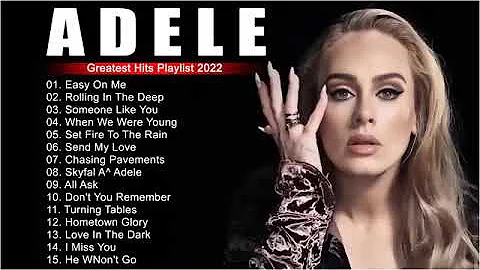 ADELE
Greatest Hits Playlist 2022
01. Easy On Me
02. Rolling In The Deep
03. Someone Like You
04. When We Were Young
05. Set Fire To The Rain
06. Send My Love
07. Chasing Pavements
08. Skyfal A^ Adele
09. All Ask
10. Don't You Remember
11. Turning Tables
12. Hometown Glory
13. Love In The Dark
14. I Miss You
15. He WNon't Go